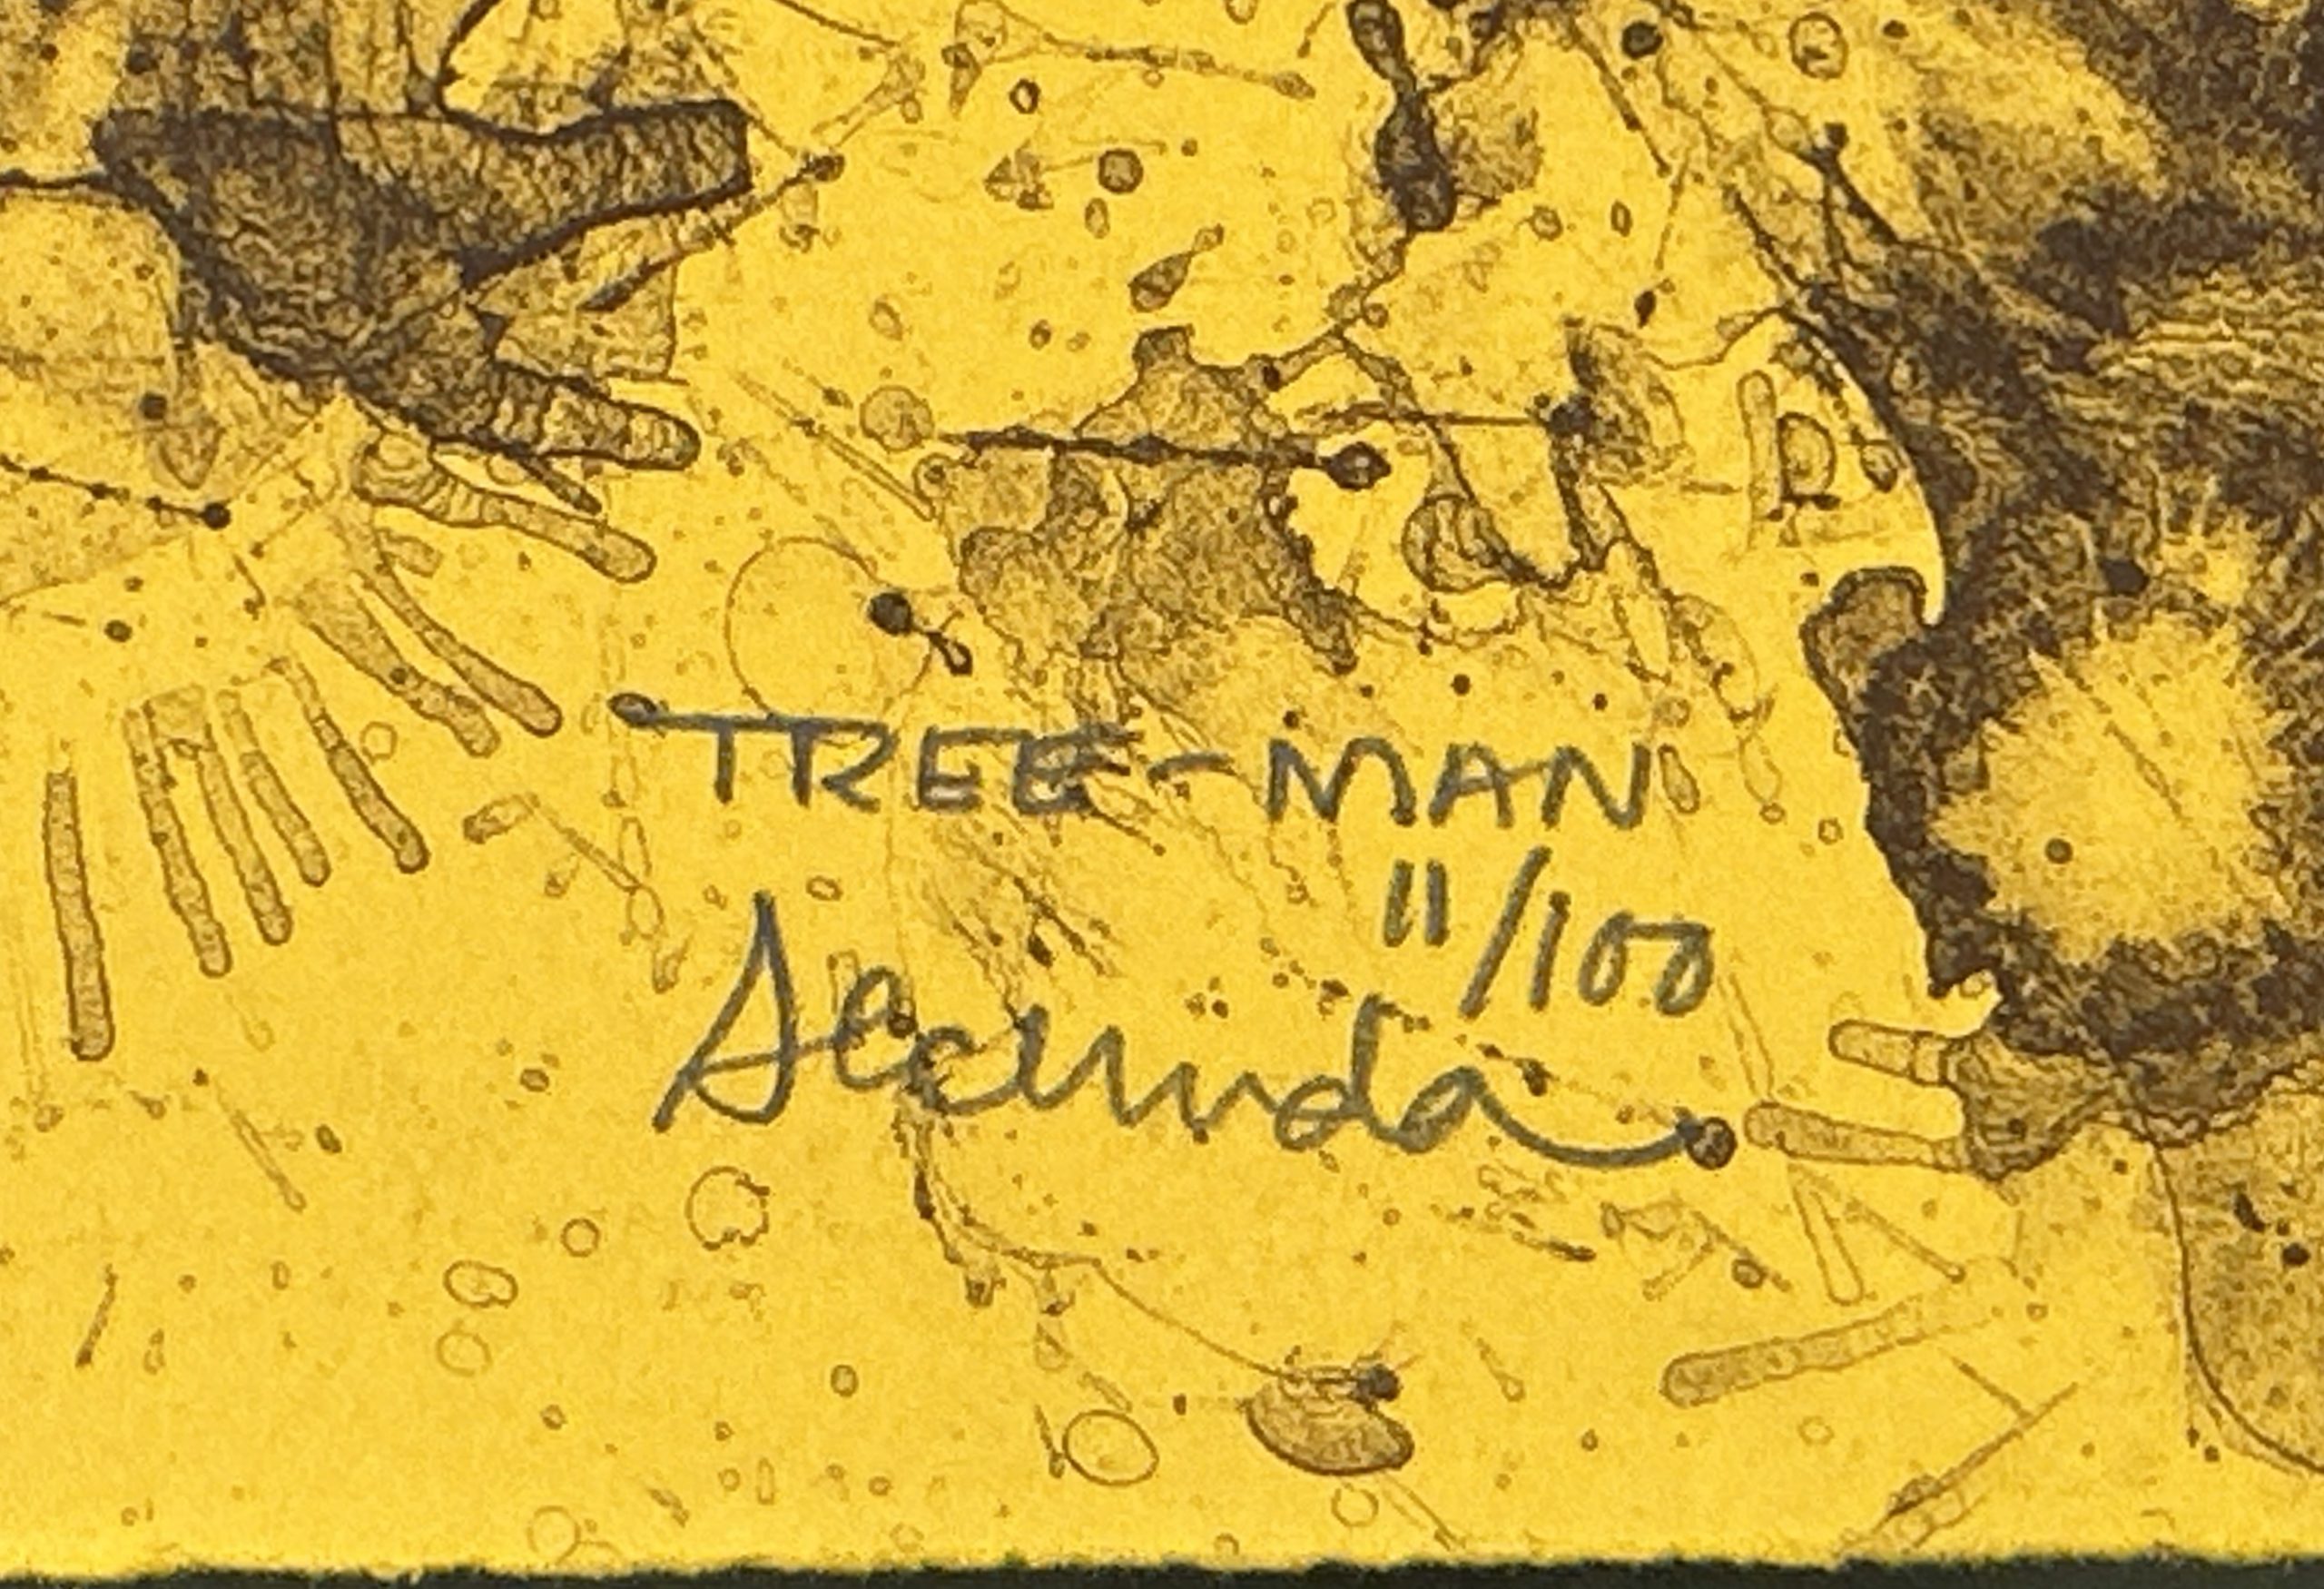 TREE-MAN
11/100
Secunda